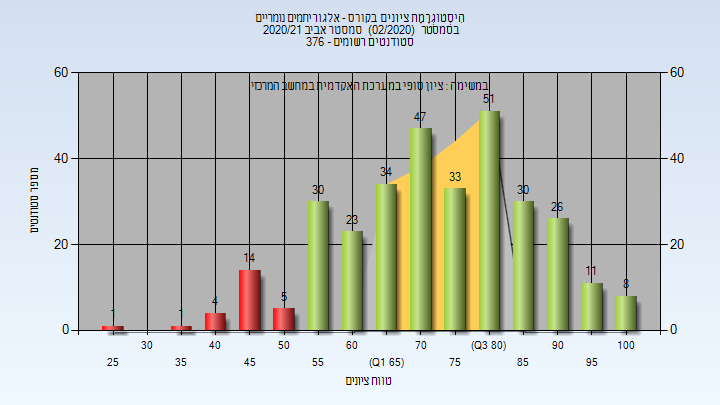 הִיסְטוֹגְרָמַת ציונים בקורס - אלגוריתמים נומריים
בסמסטר (02/2020) סמסטר אביב 2020/21
סטודנטים רשומים - 376
במשימה : ציון סופי במערכת האקדמית במחשב המרכזי
60 60
40 40
20 20
0 0
מספר סטודנטים
1 1 4 14 5 30 23 34 47 33 51 30 26 11 8
30 40 50 60 70 (Q3 80) 90 100
25 35 45 55 (Q1 65) 75 85 95
טווח ציונים